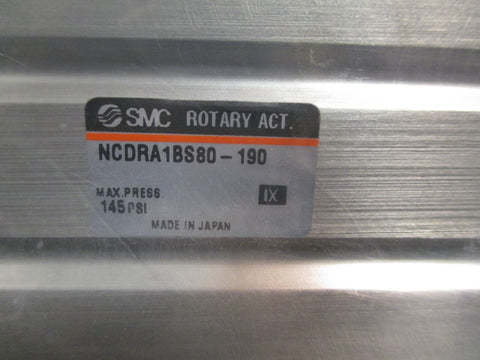 SMC ROTARY ACT.
NCDRA1BS80-190
MAX.PRESS.
145PSI
IX
MADE IN JAPAN